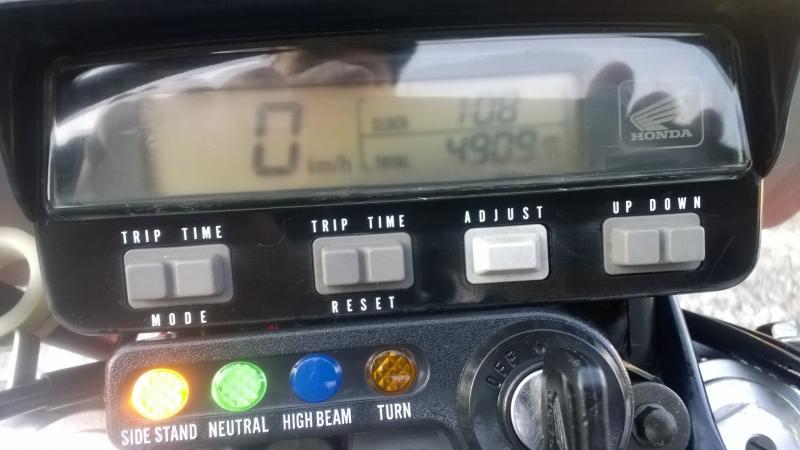 0 km/h
CLOCK 1:08
TOTAL 4909
HONDA
TRIP TIME TRIP TIME ADJUST UP DOWN
MODE RESET
OFF
SIDE STAND NEUTRAL HIGH BEAM TURN